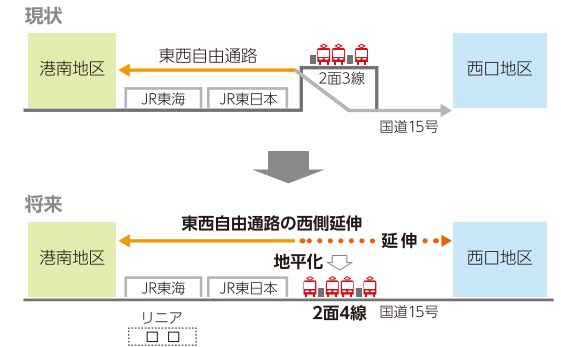 現状
港南地区
東西自由通路
2面3線
西口地区
JR東海
JR東日本
国道15号
将来
東西自由通路の西側延伸
延伸
港南地区
地平化
西口地区
JR東海
JR東日本
2面4線
国道15号
リニア